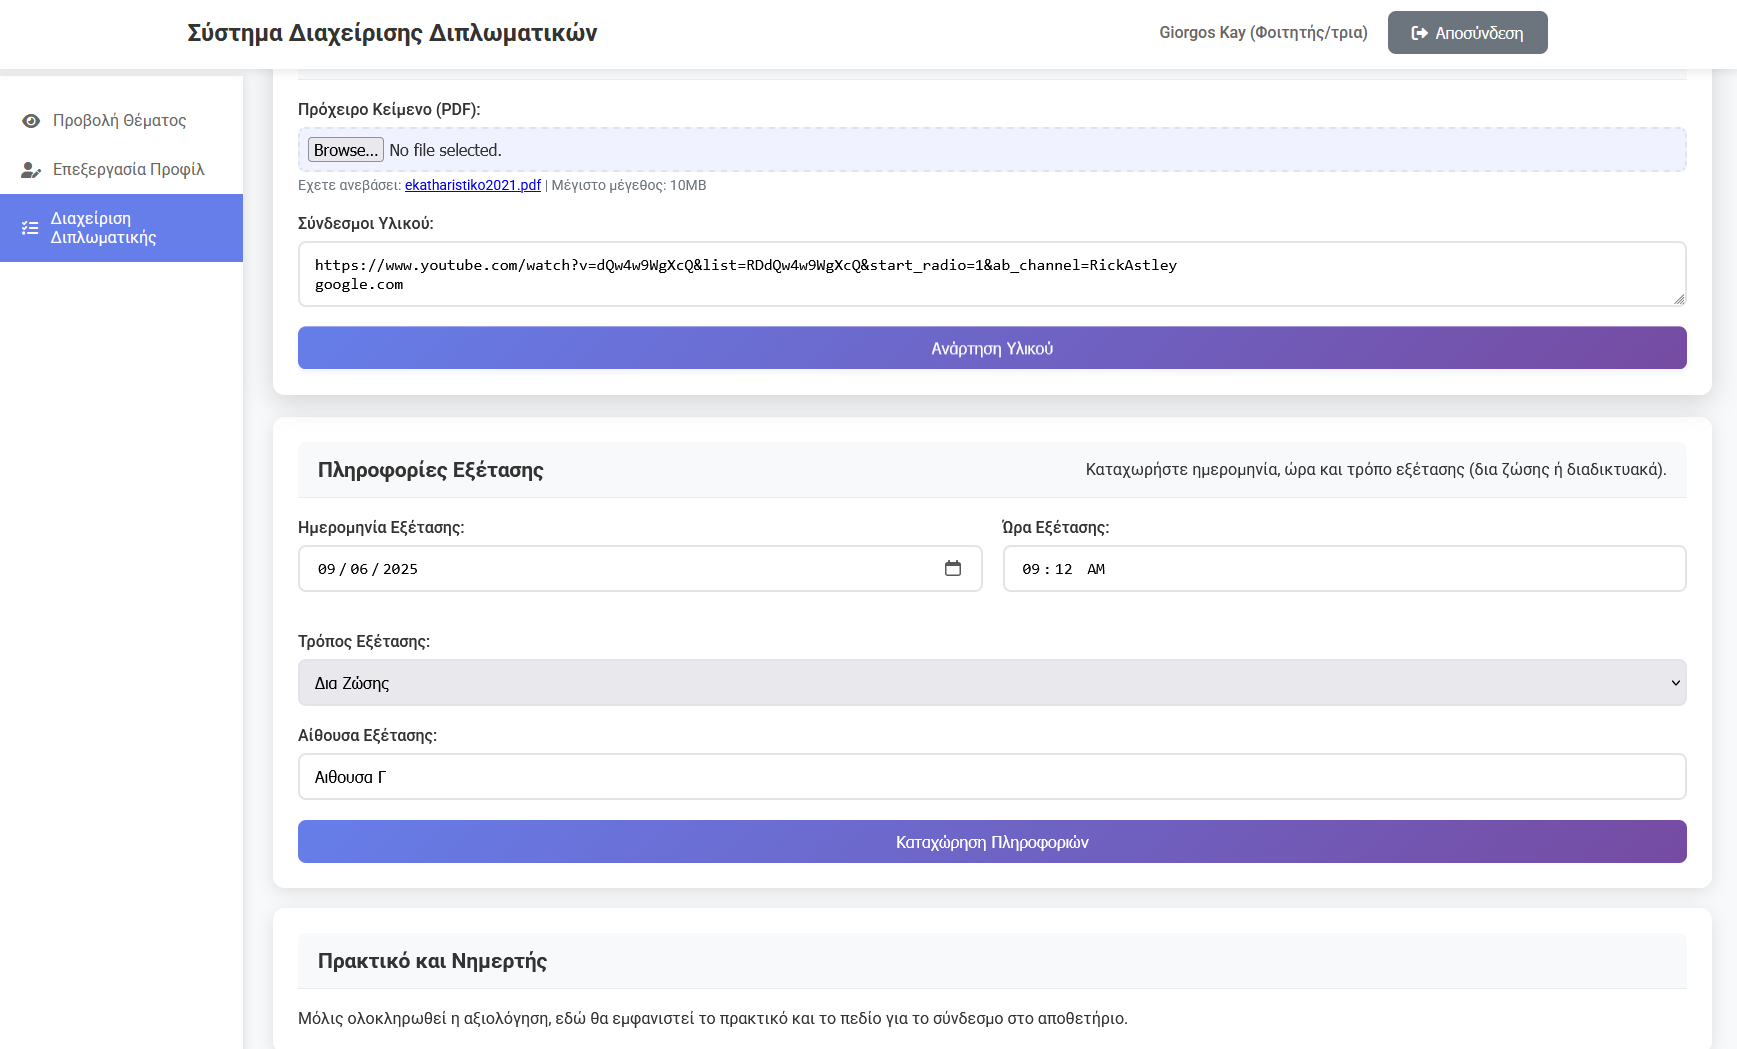 Σύστημα Διαχείρισης Διπλωματικών
Giorgos Kay (Φοιτητής/τρια)
Αποσύνδεση
Προβολή Θέματος
Επεξεργασία Προφίλ
Διαχείριση
Διπλωματικής
Πρόχειρο Κείμενο (PDF):
Browse... No file selected.
Εχετε ανεβάσει: ekatharistiko2021.pdf | Μέγιστο μέγεθος: 10MB
Σύνδεσμοι Υλικού:
https://www.youtube.com/watch?v=dQw4w9WgXcQ&list=RDdQw4w9WgXcQ&start_radio=1&ab_channel=RickAstley
google.com
Ανάρτηση Υλικού
Πληροφορίες Εξέτασης
Καταχωρήστε ημερομηνία, ώρα και τρόπο εξέτασης (δια ζώσης ή διαδικτυακά).
Ημερομηνία Εξέτασης:
09/06/2025
Ώρα Εξέτασης:
09:12 AM
Τρόπος Εξέτασης:
Δια Ζώσης
Αίθουσα Εξέτασης:
Αιθουσα Γ
Καταχώρηση Πληροφοριών
Πρακτικό και Νημερτής
Μόλις ολοκληρωθεί η αξιολόγηση, εδώ θα εμφανιστεί το πρακτικό και το πεδίο για το σύνδεσμο στο αποθετήριο.